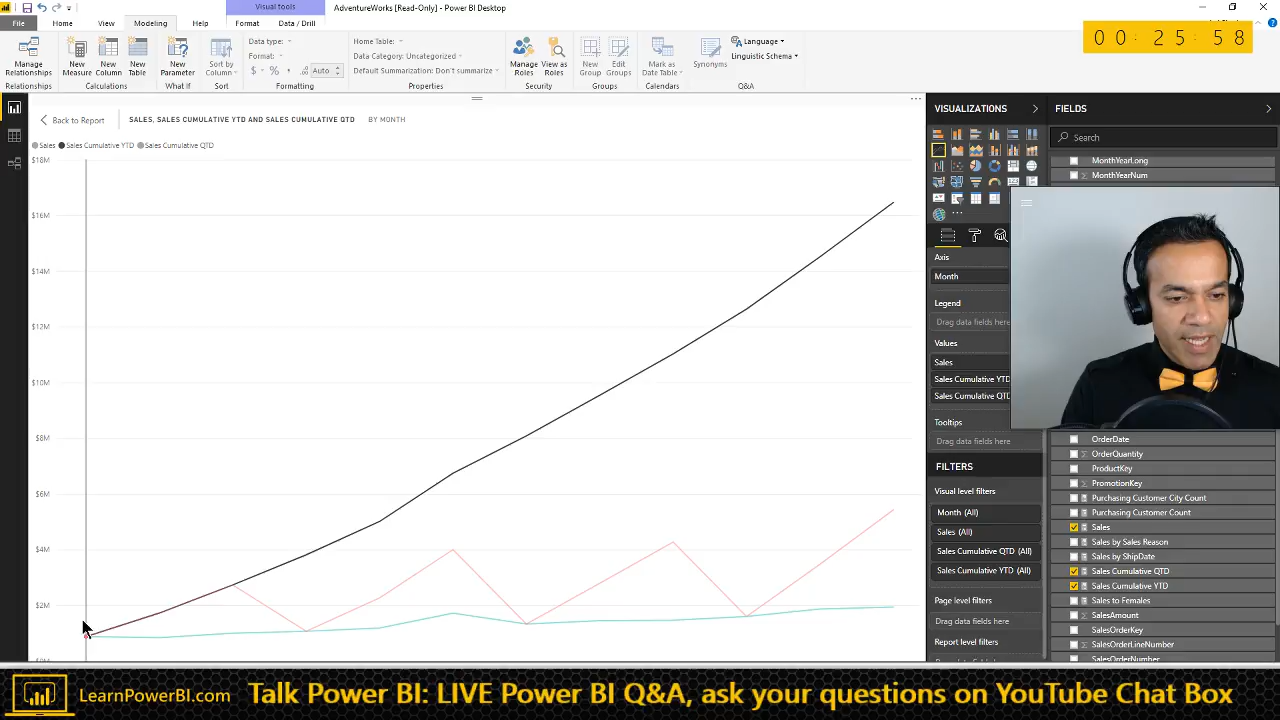 Visual tools
AdventureWorks [Read-Only] - Power BI Desktop
File Home View Modeling Help Format Data / Drill
00:25:58
Manage Relationships
New Measure
New Column
New Table
New Parameter
Sort by Column
Data type:
Format:
$ % , Auto
Home Table:
Data Category: Uncategorized
Default Summarization: Don't summarize
Manage Roles
View as Roles
New Group
Edit Groups
Mark as Date Table
Synonyms
Language
Linguistic Schema
Relationships Calculations What If Sort Formatting Properties Security Groups Calendars Q&A
Back to Report
SALES, SALES CUMULATIVE YTD AND SALES CUMULATIVE QTD BY MONTH
Sales Sales Cumulative YTD Sales Cumulative QTD
$18M
$16M
$14M
$12M
$10M
$8M
$6M
$4M
$2M
$0M
VISUALIZATIONS
Axis
Month
Legend
Drag data fields here
Values
Sales
Sales Cumulative YTD
Sales Cumulative QTD
Tooltips
Drag data fields here
FILTERS
Visual level filters
Month (All)
Sales (All)
Sales Cumulative QTD (All)
Sales Cumulative YTD (All)
Page level filters
Drag data fields here
Report level filters
FIELDS
Search
MonthYearLong
MonthYearNum
OrderDate
OrderQuantity
ProductKey
PromotionKey
Purchasing Customer City Count
Purchasing Customer Count
Sales
Sales by Sales Reason
Sales by ShipDate
Sales Cumulative QTD
Sales Cumulative YTD
Sales to Females
SalesAmount
SalesOrderKey
SalesOrderLineNumber
SalesOrderNumber
LearnPowerBI.com
Talk Power BI: LIVE Power BI Q&A, ask your questions on YouTube Chat Box